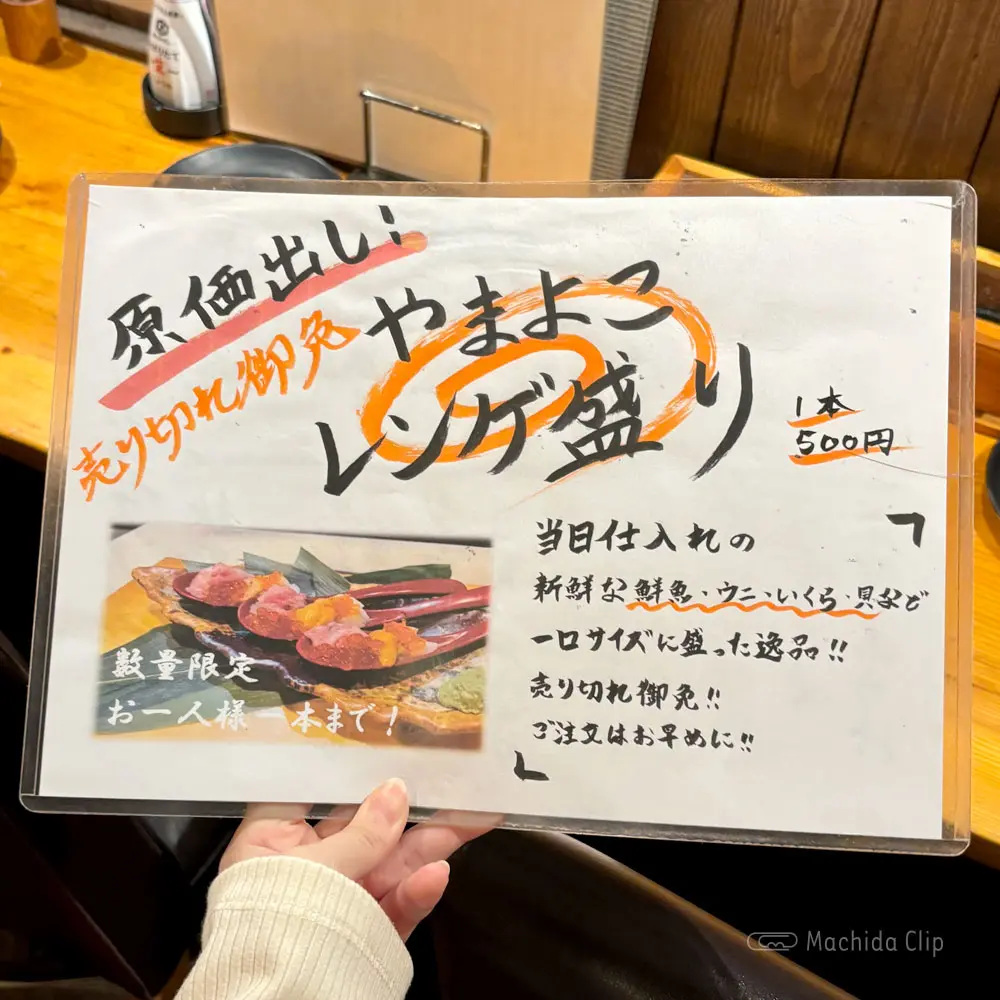 原価出し!
売り切れ御免
やまよこ
レンゲ盛り
1本
500円
当日仕入れの
新鮮な鮮魚・ウニ・いくら・貝など
一口サイズに盛った逸品!!
売り切れ御免!!
ご注文はお早めに!!
数量限定
お一人様一本まで!
Machida Clip